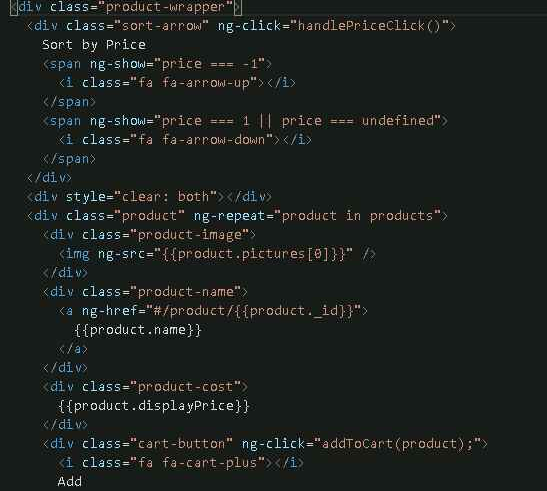 <div class="product-wrapper">
<div class="sort-arrow" ng-click="handlePriceClick()">
Sort by Price
<span ng-show="price === -1">
<i class="fa fa-arrow-up"></i>
</span>
<span ng-show="price === 1 || price === undefined">
<i class="fa fa-arrow-down"></i>
</span>
</div>
<div style="clear: both"></div>
<div class="product" ng-repeat="product in products">
<div class="product-image">
<img ng-src="{{product.pictures[0]}}" />
</div>
<div class="product-name">
<a ng-href="#/product/{{product._id}}">
{{product.name}}
</a>
</div>
<div class="product-cost">
{{product.displayPrice}}
</div>
<div class="cart-button" ng-click="addToCart(product);">
<i class="fa fa-cart-plus"></i>
Add